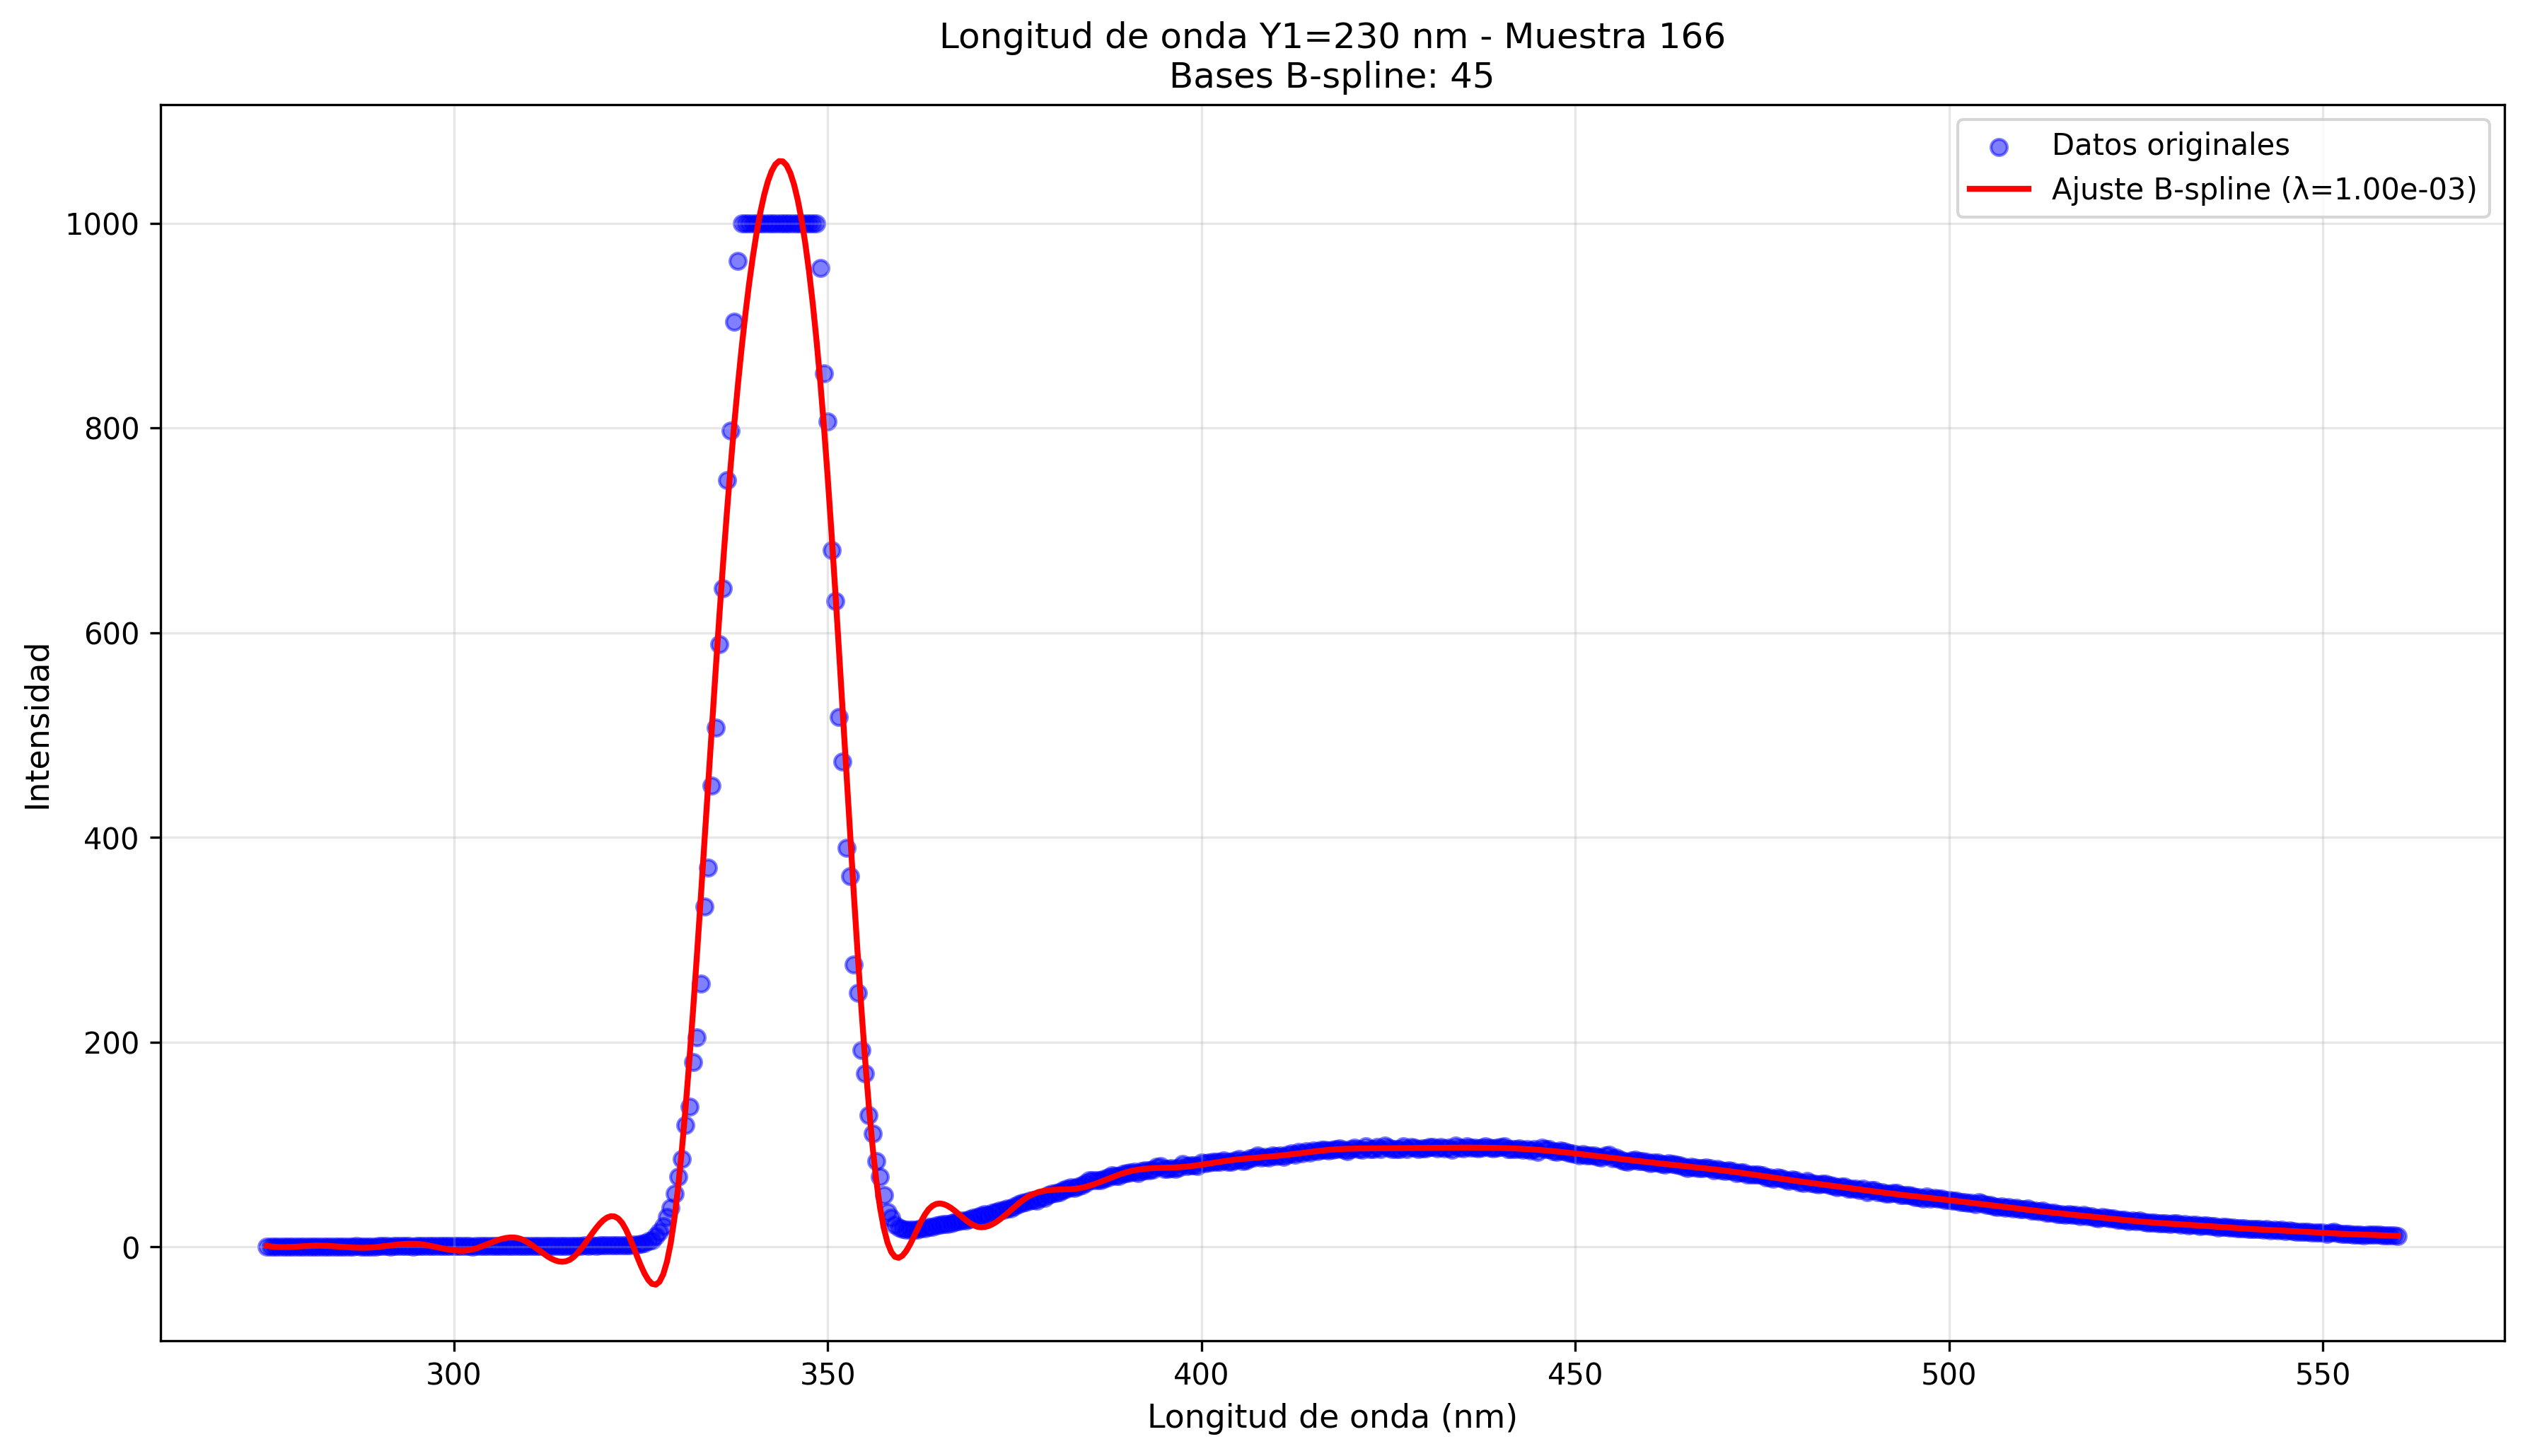 Longitud de onda Y1=230 nm - Muestra 166
Bases B-spline: 45
Datos originales
Ajuste B-spline (λ=1.00e-03)
Intensidad
1000
800
600
400
200
0
300
350
400
450
500
550
Longitud de onda (nm)